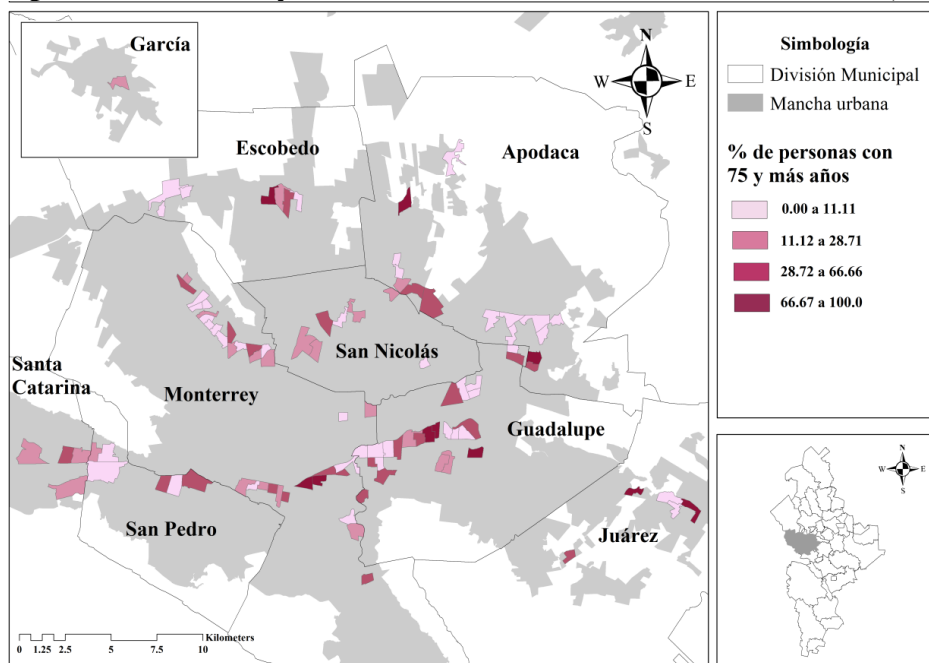 García
N
W
E
S
Escobedo
Apodaca
San Nicolás
Santa
Catarina
Monterrey
Guadalupe
San Pedro
Juárez
Kilometers
0 1.25 2.5 5 7.5 10
Simbología
División Municipal
Mancha urbana
% de personas con
75 y más años
0.00 a 11.11
11.12 a 28.71
28.72 a 66.66
66.67 a 100.0
N
W
E
S